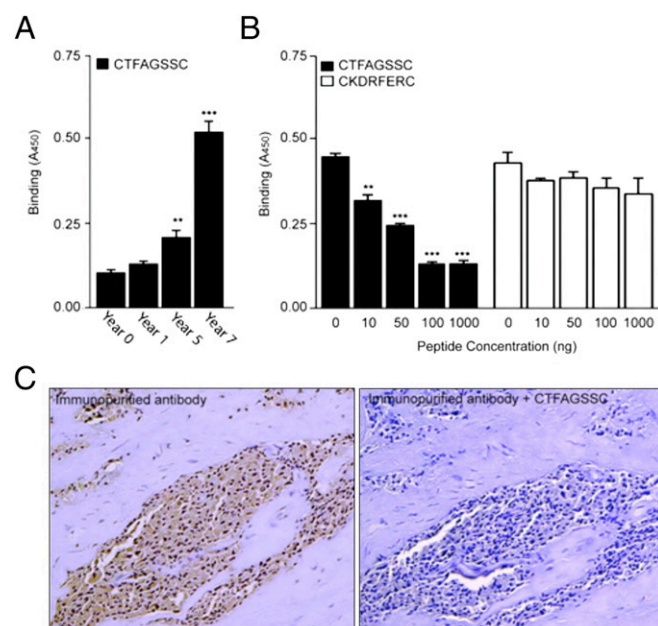 A
B
0.75
CTFAGSSC
0.50
0.25
0.00
Binding (A450)
***
**
Year 0
Year 1
Year 5
Year 7
0.75
CTFAGSSC
CKDRFERC
0.50
0.25
0.00
Binding (A450)
**
***
***
***
0 10 50 100 1000 0 10 50 100 1000
Peptide Concentration (ng)
C
Immunopurified antibody
Immunopurified antibody + CTFAGSSC